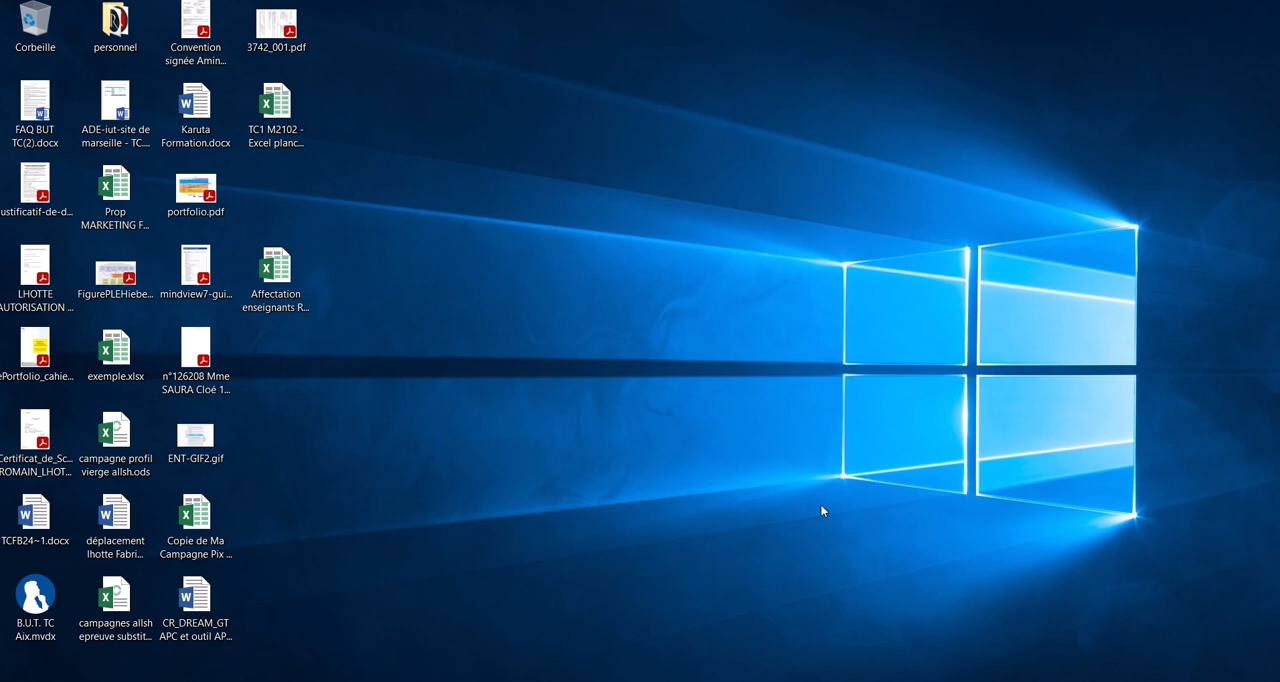 Corbeille
personnel
Convention
signée Amin...
3742_001.pdf
FAQ BUT
TC(2).docx
ADE-iut-site de
marseille - TC....
Karuta
Formation.docx
TC1 M2102 -
Excel planc...
ustificatif-de-d...
Prop
MARKETING F...
portfolio.pdf
LHOTTE
AUTORISATION ...
FigurePLEHiebe...
mindview7-gui...
Affectation
enseignants R...
ePortfolio_cahie...
exemple.xlsx
n°126208 Mme
SAURA Cloé 1...
Certificat_de_Sc...
ROMAIN_LHOT...
campagne profil
vierge allsh.ods
ENT-GIF2.gif
TCFB24~1.docx
déplacement
lhotte Fabri...
Copie de Ma
Campagne Pix ...
B.U.T. TC
Aix.mvdx
campagnes allsh
epreuve substit...
CR_DREAM_GT
APC et outil AP...